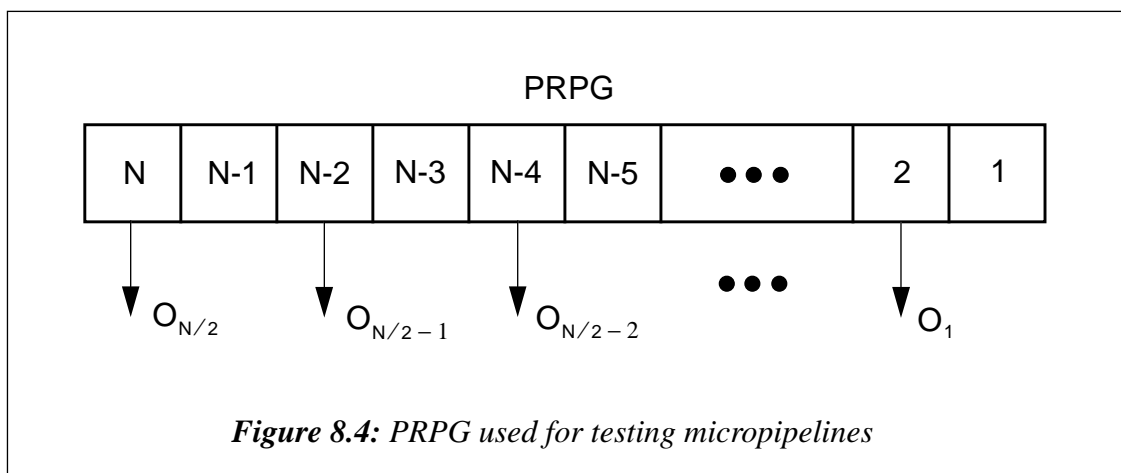 PRPG
N N-1 N-2 N-3 N-4 N-5 ••• 2 1
•••
O_{N/2} O_{N/2-1} O_{N/2-2} O_1
Figure 8.4: PRPG used for testing micropipelines